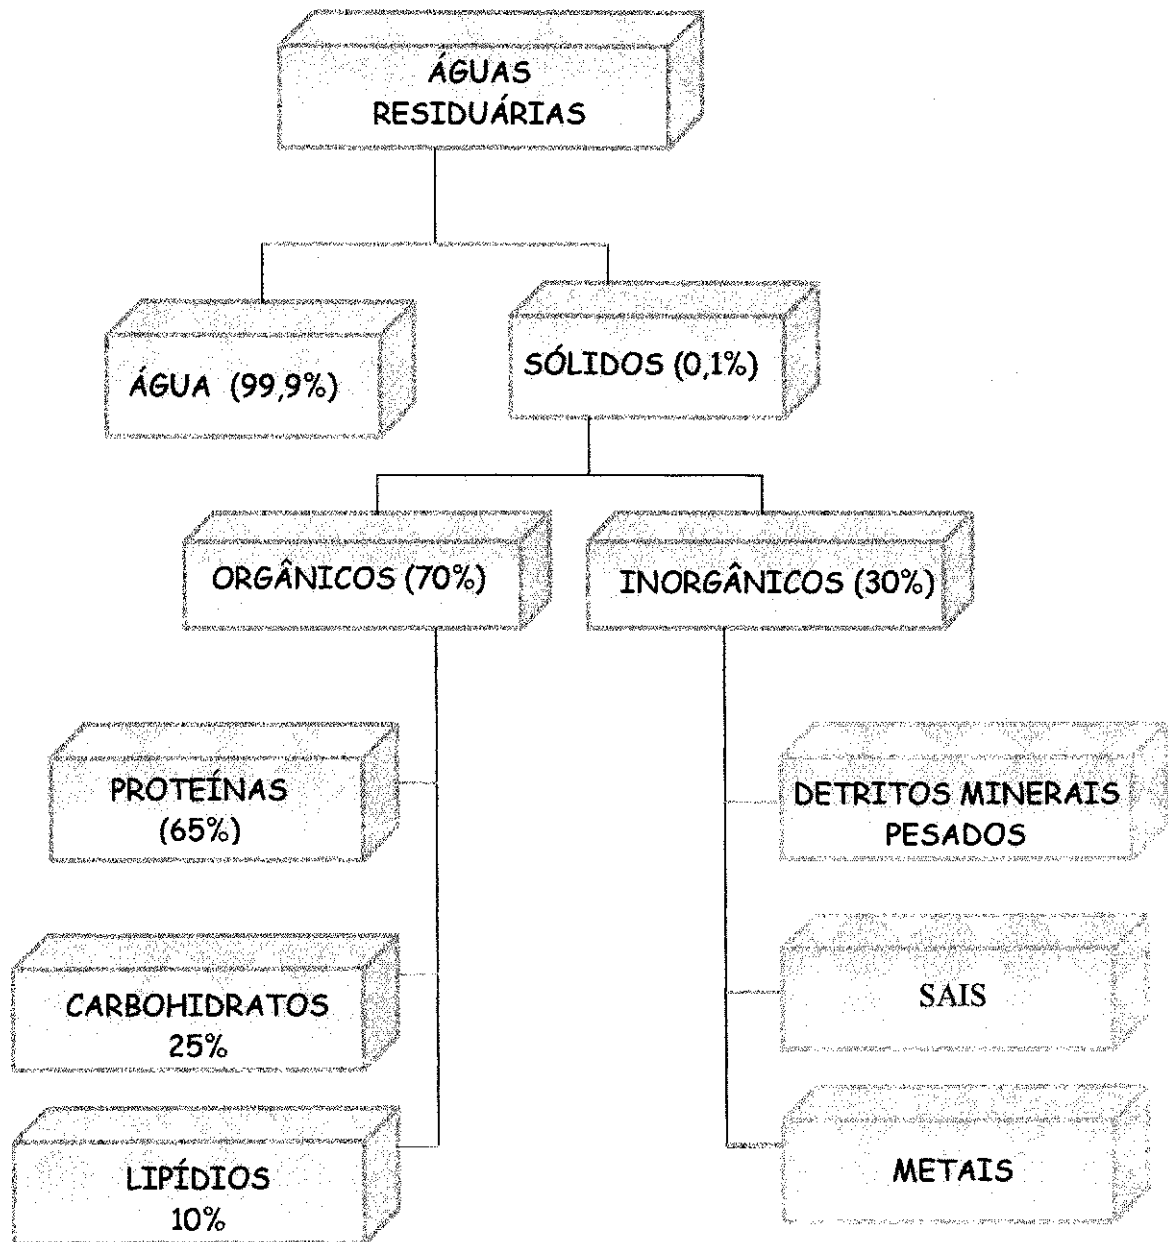 ÁGUAS
RESIDUÁRIAS
ÁGUA (99,9%)
SÓLIDOS (0,1%)
ORGÂNICOS (70%)
INORGÂNICOS (30%)
PROTEÍNAS
(65%)
DETRITOS MINERAIS
PESADOS
CARBOHIDRATOS
25%
SAIS
LIPÍDIOS
10%
METAIS